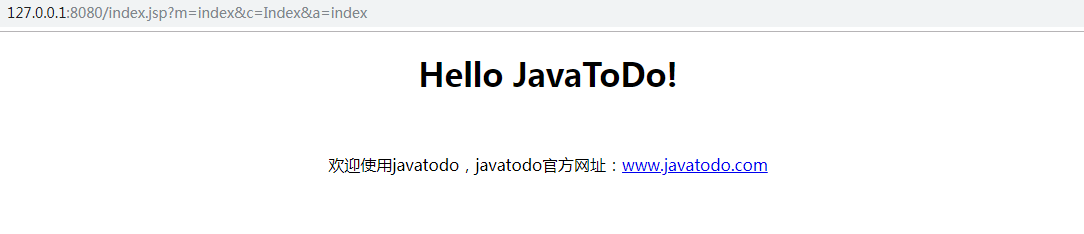 127.0.0.1:8080/index.jsp?m=index&c=Index&a=index
Hello JavaToDo!
欢迎使用javatodo，javatodo官方网址：www.javatodo.com